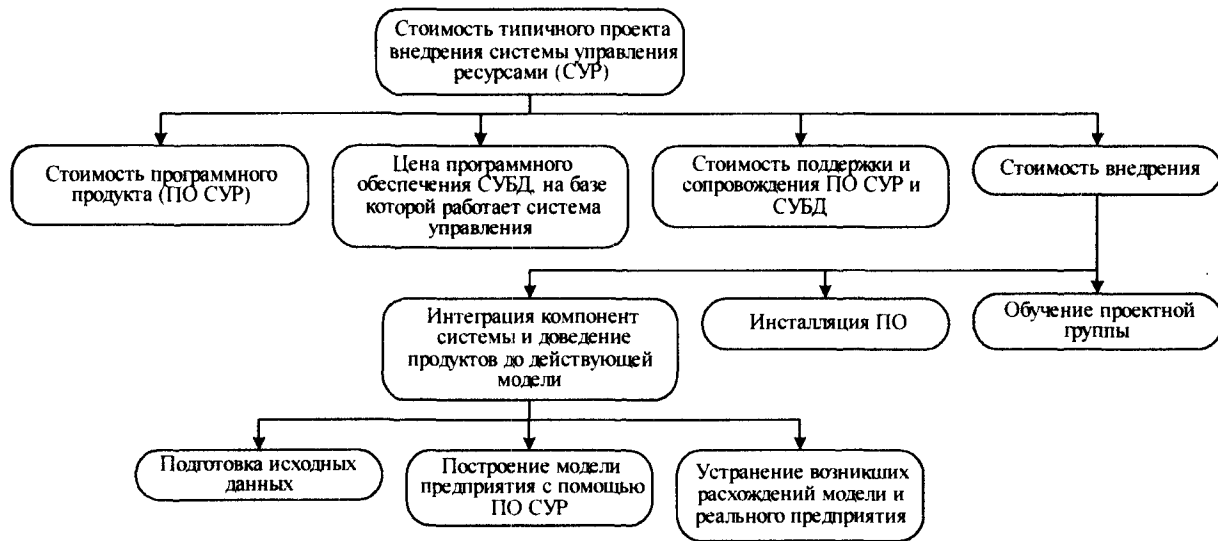 Стоимость типичного проекта
внедрения системы управления
ресурсами (СУР)
Стоимость программного
продукта (ПО СУР)
Цена программного
обеспечения СУБД, на базе
которой работает система
управления
Стоимость поддержки и
сопровождения ПО СУР и
СУБД
Стоимость внедрения
Интеграция компонент
системы и доведение
продуктов до действующей
модели
Инсталляция ПО
Обучение проектной
группы
Подготовка исходных
данных
Построение модели
предприятия с помощью
ПО СУР
Устранение возникших
расхождений модели и
реального предприятия